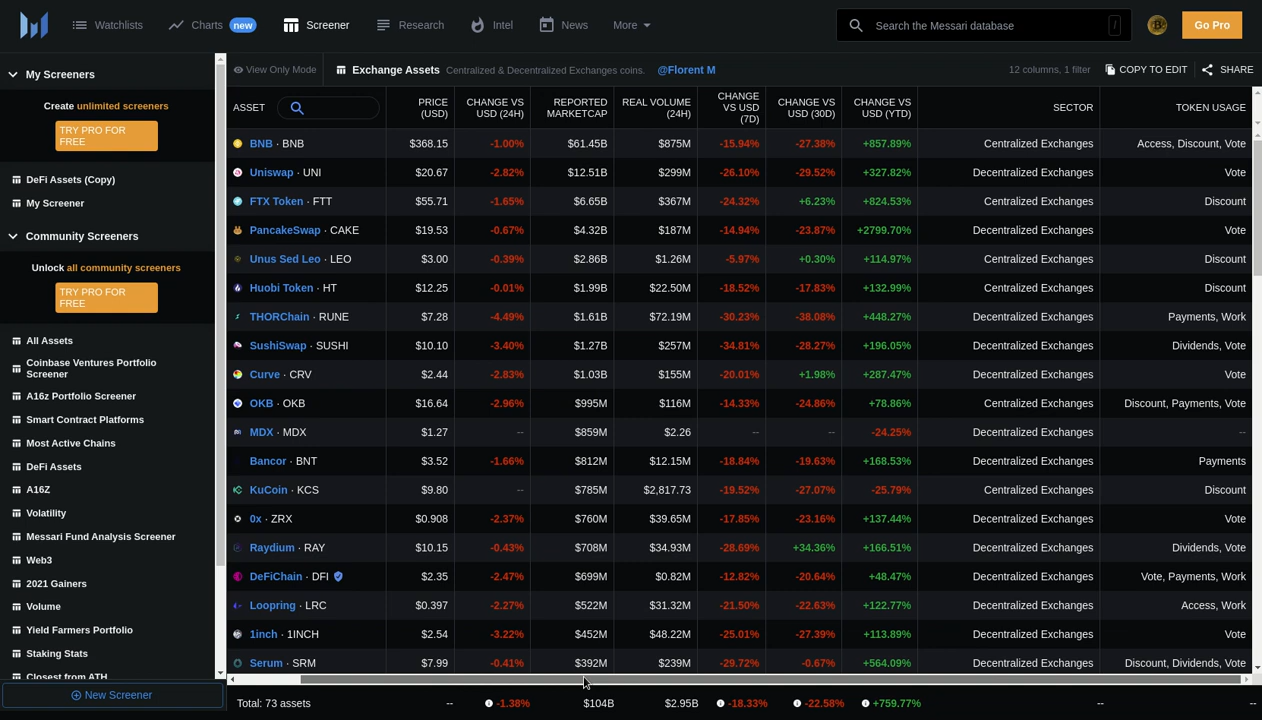 Watchlists Charts new Screener Research Intel News More Search the Messari database / Go Pro
My Screeners
Create unlimited screeners
TRY PRO FOR
FREE
DeFi Assets (Copy)
My Screener
Community Screeners
Unlock all community screeners
TRY PRO FOR
FREE
All Assets
Coinbase Ventures Portfolio
Screener
A16z Portfolio Screener
Smart Contract Platforms
Most Active Chains
DeFi Assets
A16Z
Volatility
Messari Fund Analysis Screener
Web3
2021 Gainers
Volume
Yield Farmers Portfolio
Staking Stats
Closest from ATH
New Screener
View Only Mode Exchange Assets Centralized & Decentralized Exchanges coins. @Florent M 12 columns, 1 filter COPY TO EDIT SHARE
ASSET PRICE (USD) CHANGE VS USD (24H) REPORTED MARKETCAP REAL VOLUME (24H) CHANGE VS USD (7D) CHANGE VS USD (30D) CHANGE VS USD (YTD) SECTOR TOKEN USAGE
BNB · BNB $368.15 -1.00% $61.45B $875M -15.94% -27.38% +857.89% Centralized Exchanges Access, Discount, Vote
Uniswap · UNI $20.67 -2.82% $12.51B $299M -26.10% -29.52% +327.82% Decentralized Exchanges Vote
FTX Token · FTT $55.71 -1.65% $6.65B $367M -24.32% +6.23% +824.53% Centralized Exchanges Discount
PancakeSwap · CAKE $19.53 -0.67% $4.32B $187M -14.94% -23.87% +2799.70% Decentralized Exchanges Vote
Unus Sed Leo · LEO $3.00 -0.39% $2.86B $1.26M -5.97% +0.30% +114.97% Centralized Exchanges Discount
Huobi Token · HT $12.25 -0.01% $1.99B $22.50M -18.52% -17.83% +132.99% Centralized Exchanges Discount
THORChain · RUNE $7.28 -4.49% $1.61B $72.19M -30.23% -38.08% +448.27% Decentralized Exchanges Payments, Work
SushiSwap · SUSHI $10.10 -3.40% $1.27B $257M -34.81% -28.27% +196.05% Decentralized Exchanges Dividends, Vote
Curve · CRV $2.44 -2.83% $1.03B $155M -20.01% +1.98% +287.47% Decentralized Exchanges Vote
OKB · OKB $16.64 -2.96% $995M $116M -14.33% -24.86% +78.86% Centralized Exchanges Discount, Payments, Vote
MDX · MDX $1.27 -- $859M $2.26 -- -- -24.25% Decentralized Exchanges --
Bancor · BNT $3.52 -1.66% $812M $12.15M -18.84% -19.63% +168.53% Decentralized Exchanges Payments
KuCoin · KCS $9.80 -- $785M $2,817.73 -19.52% -27.07% -25.79% Centralized Exchanges Discount
0x · ZRX $0.908 -2.37% $760M $39.65M -17.85% -23.16% +137.44% Decentralized Exchanges Vote
Raydium · RAY $10.15 -0.43% $708M $34.93M -28.69% +34.36% +166.51% Decentralized Exchanges Dividends, Vote
DeFiChain · DFI $2.35 -2.47% $699M $0.82M -12.82% -20.64% +48.47% Decentralized Exchanges Vote, Payments, Work
Loopring · LRC $0.397 -2.27% $522M $31.32M -21.50% -22.63% +122.77% Decentralized Exchanges Access, Work
1inch · 1INCH $2.54 -3.22% $452M $48.22M -25.01% -27.39% +113.89% Decentralized Exchanges Vote
Serum · SRM $7.99 -0.41% $392M $239M -29.72% -0.67% +564.09% Decentralized Exchanges Discount, Dividends, Vote
Total: 73 assets -- -1.38% $104B $2.95B -18.33% -22.58% +759.77% -- --